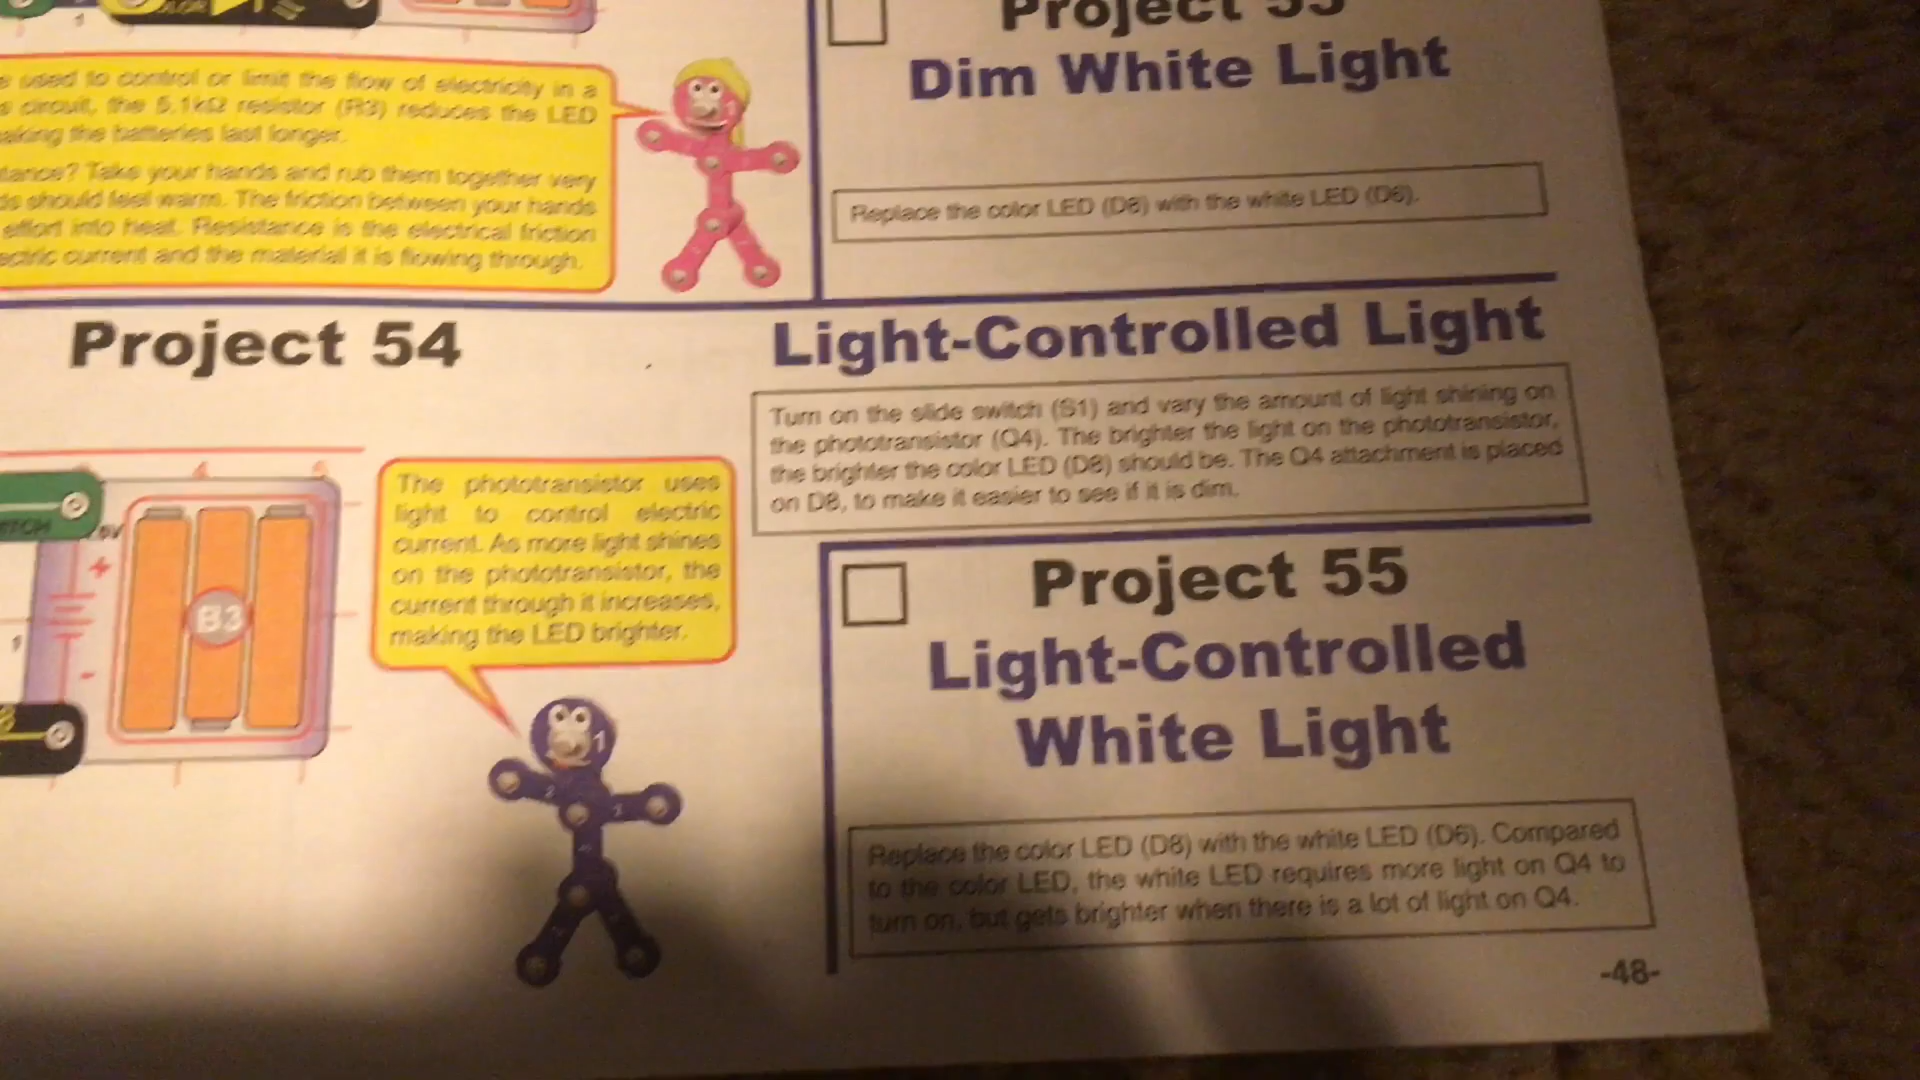 Project 53
Dim White Light
used to control or limit the flow of electricity in a
circuit, the 5.1kΩ resistor (R3) reduces the LED
making the batteries last longer.
Take your hands and rub them together very
should feel warm. The friction between your hands
effort into heat. Resistance is the electrical friction
current and the material it is flowing through.
Replace the color LED (D8) with the white LED (D6).
Project 54
Light-Controlled Light
Turn on the slide switch (S1) and vary the amount of light shining on
the phototransistor (Q4). The brighter the light on the phototransistor,
the brighter the color LED (D8) should be. The Q4 attachment is placed
on D8, to make it easier to see if it is dim.
The phototransistor uses
light to control electric
current. As more light shines
on the phototransistor, the
current through it increases,
making the LED brighter.
B3
+
-
Project 55
Light-Controlled
White Light
Replace the color LED (D8) with the white LED (D6). Compared
to the color LED, the white LED requires more light on Q4 to
turn on, but gets brighter when there is a lot of light on Q4.
-48-